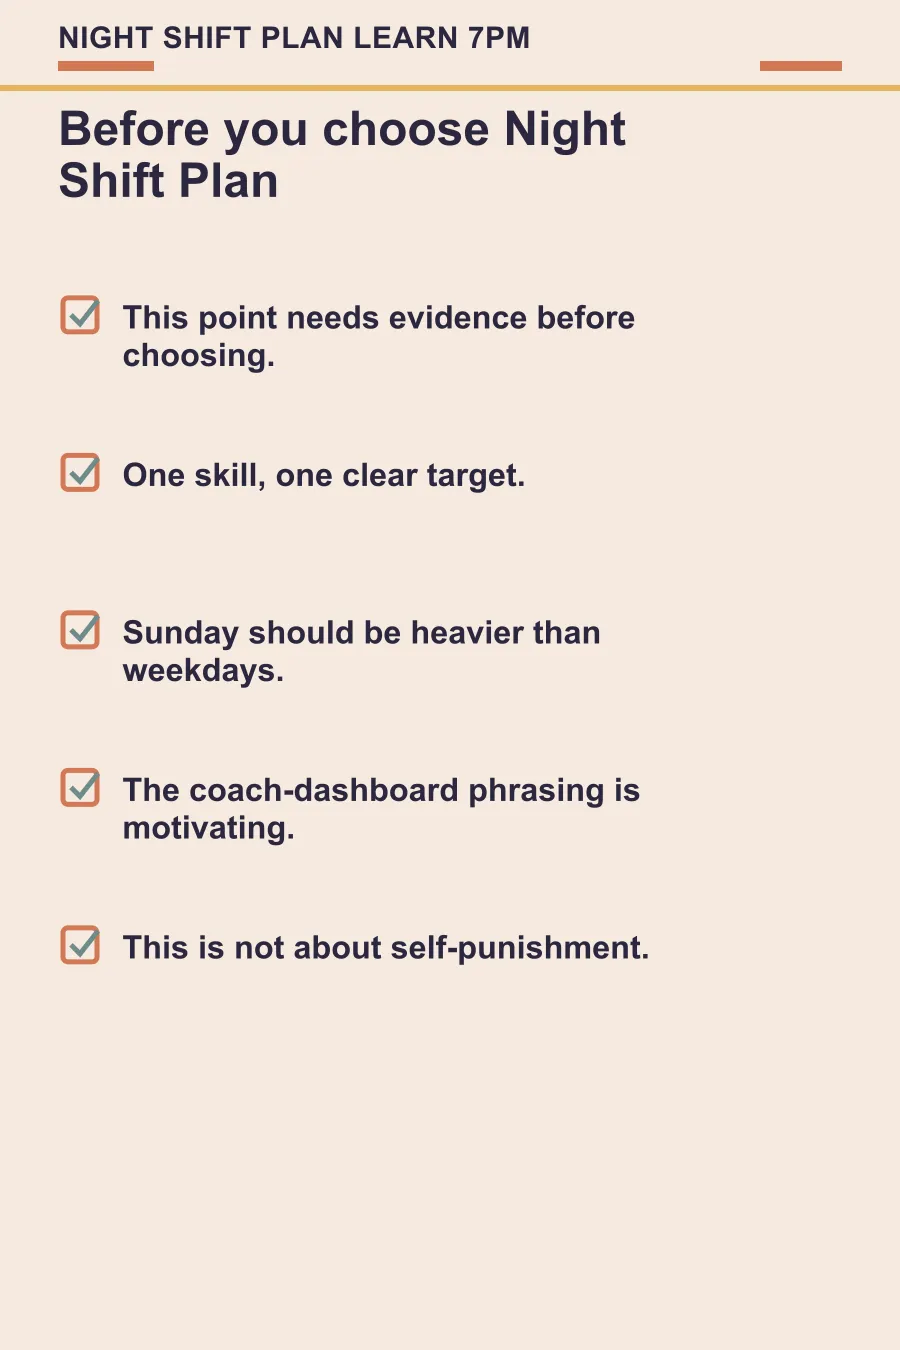 NIGHT SHIFT PLAN LEARN 7PM
Before you choose Night
Shift Plan
This point needs evidence before
choosing.
One skill, one clear target.
Sunday should be heavier than
weekdays.
The coach-dashboard phrasing is
motivating.
This is not about self-punishment.